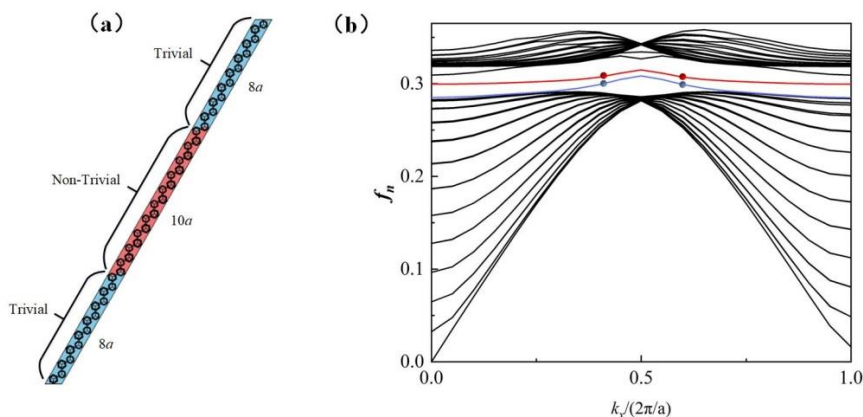 (a)
Trivial
8a
Non-Trivial
10a
Trivial
8a
(b)
fn
0.3
0.2
0.1
0.0
0.0
0.5
1.0
kx/(2π/a)